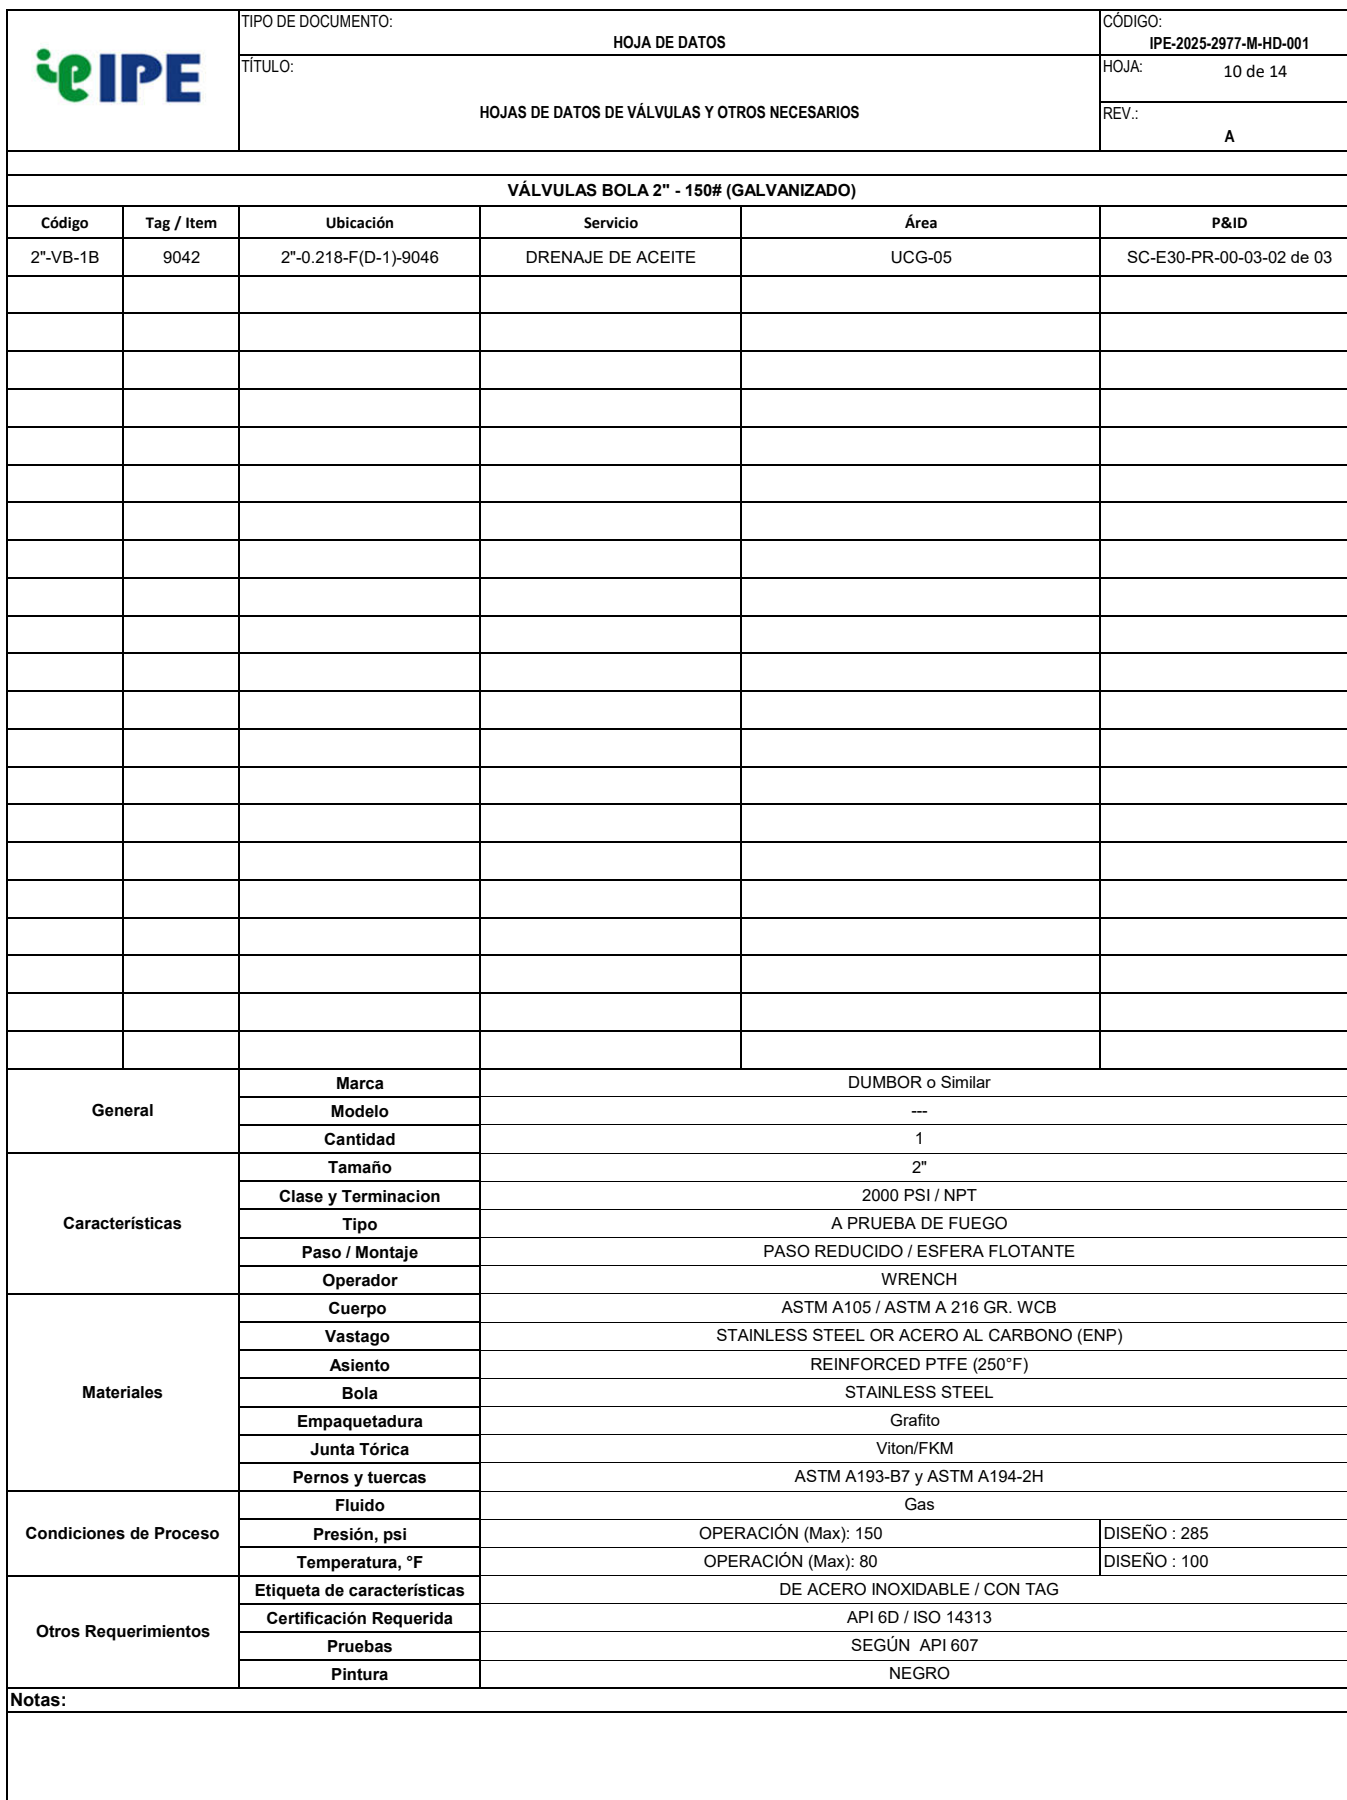 IPE
TIPO DE DOCUMENTO:
HOJA DE DATOS
CÓDIGO:
IPE-2025-2977-M-HD-001
TÍTULO:
HOJAS DE DATOS DE VÁLVULAS Y OTROS NECESARIOS
HOJA: 10 de 14
REV.:
A
VÁLVULAS BOLA 2" - 150# (GALVANIZADO)
Código Tag / Item Ubicación Servicio Área P&ID
2"-VB-1B 9042 2"-0.218-F(D-1)-9046 DRENAJE DE ACEITE UCG-05 SC-E30-PR-00-03-02 de 03
General
Marca DUMBOR o Similar
Modelo ---
Cantidad 1
Características
Tamaño 2"
Clase y Terminacion 2000 PSI / NPT
Tipo A PRUEBA DE FUEGO
Paso / Montaje PASO REDUCIDO / ESFERA FLOTANTE
Operador WRENCH
Materiales
Cuerpo ASTM A105 / ASTM A 216 GR. WCB
Vastago STAINLESS STEEL OR ACERO AL CARBONO (ENP)
Asiento REINFORCED PTFE (250°F)
Bola STAINLESS STEEL
Empaquetadura Grafito
Junta Tórica Viton/FKM
Pernos y tuercas ASTM A193-B7 y ASTM A194-2H
Condiciones de Proceso
Fluido Gas
Presión, psi OPERACIÓN (Max): 150 DISEÑO : 285
Temperatura, °F OPERACIÓN (Max): 80 DISEÑO : 100
Otros Requerimientos
Etiqueta de características DE ACERO INOXIDABLE / CON TAG
Certificación Requerida API 6D / ISO 14313
Pruebas SEGÚN API 607
Pintura NEGRO
Notas: